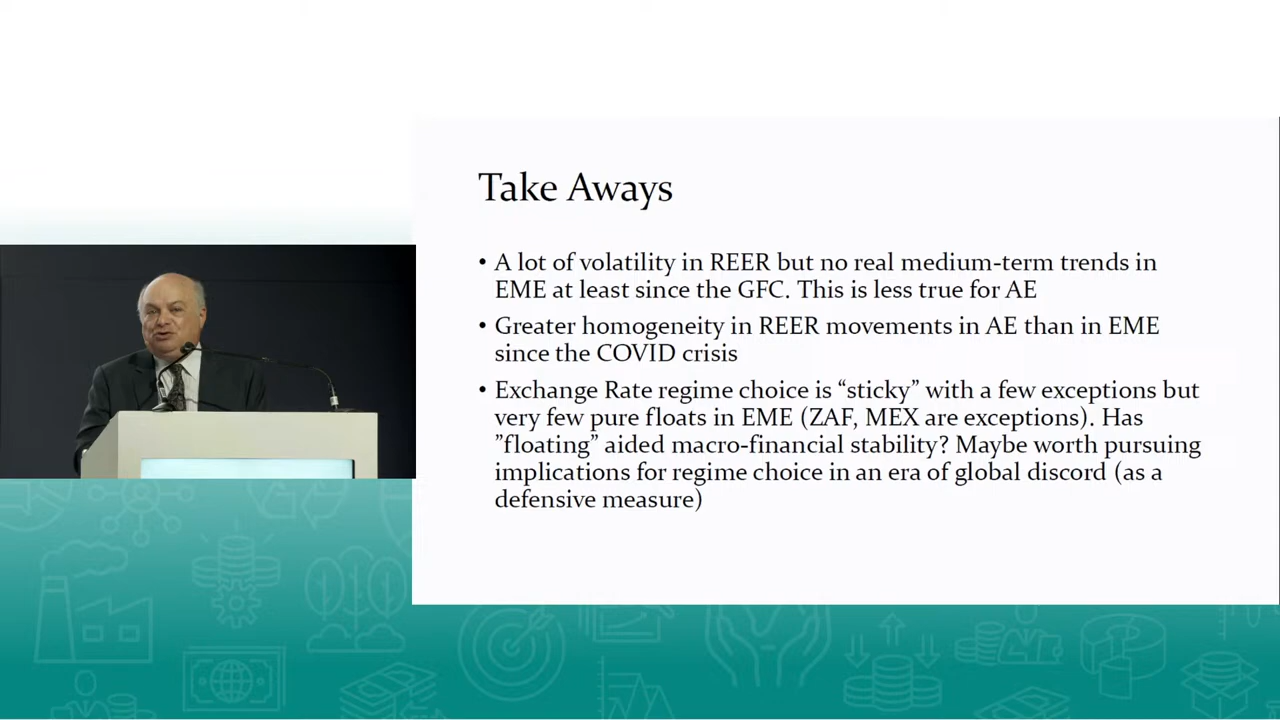 Take Aways
• A lot of volatility in REER but no real medium-term trends in
EME at least since the GFC. This is less true for AE
• Greater homogeneity in REER movements in AE than in EME
since the COVID crisis
• Exchange Rate regime choice is “sticky” with a few exceptions but
very few pure floats in EME (ZAF, MEX are exceptions). Has
”floating” aided macro-financial stability? Maybe worth pursuing
implications for regime choice in an era of global discord (as a
defensive measure)